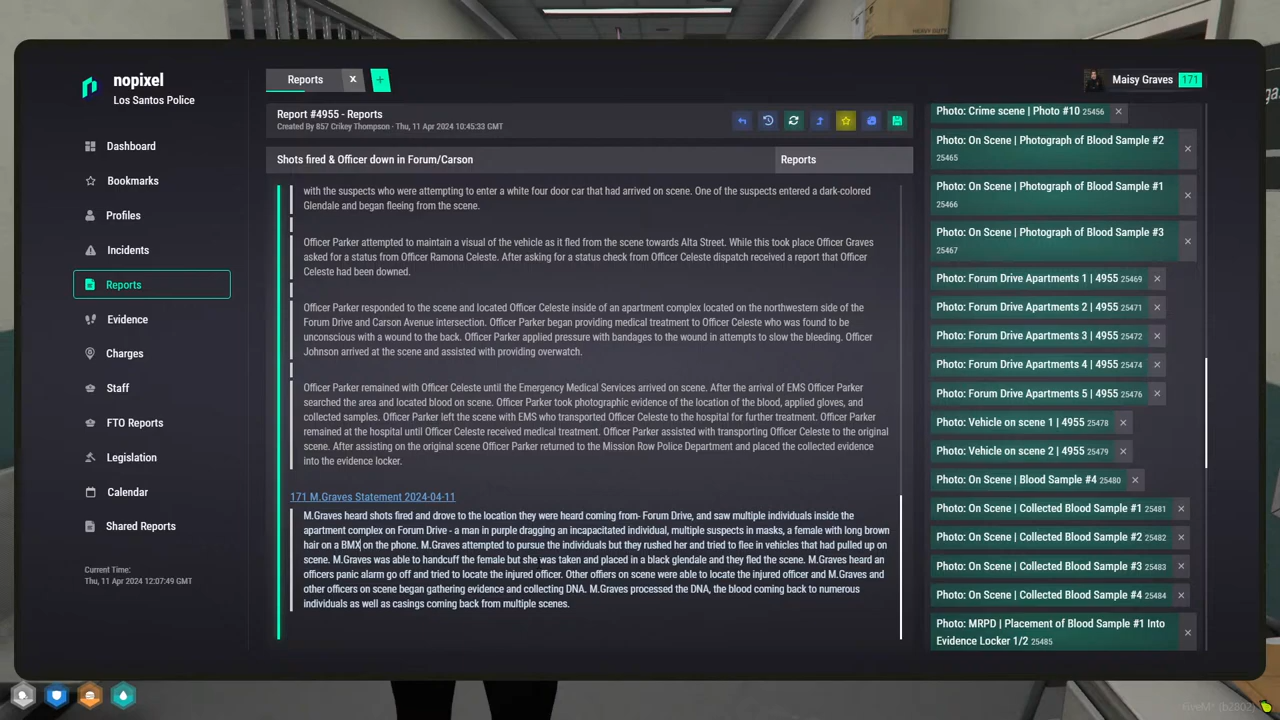 nopixel
Los Santos Police
Dashboard
Bookmarks
Profiles
Incidents
Reports
Evidence
Charges
Staff
FTO Reports
Legislation
Calendar
Shared Reports
Current Time:
Thu, 11 Apr 2024 12:07:49 GMT
Reports x +
Maisy Graves 171
Report #4955 - Reports
Created By 857 Crikey Thompson - Thu, 11 Apr 2024 10:45:33 GMT
Shots fired & Officer down in Forum/Carson Reports
with the suspects who were attempting to enter a white four door car that had arrived on scene. One of the suspects entered a dark-colored
Glendale and began fleeing from the scene.
Officer Parker attempted to maintain a visual of the vehicle as it fled from the scene towards Alta Street. While this took place Officer Graves
asked for a status from Officer Ramona Celeste. After asking for a status check from Officer Celeste dispatch received a report that Officer
Celeste had been downed.
Officer Parker responded to the scene and located Officer Celeste inside of an apartment complex located on the northwestern side of the
Forum Drive and Carson Avenue intersection. Officer Parker began providing medical treatment to Officer Celeste who was found to be
unconscious with a wound to the back. Officer Parker applied pressure with bandages to the wound in attempts to slow the bleeding. Officer
Johnson arrived at the scene and assisted with providing overwatch.
Officer Parker remained with Officer Celeste until the Emergency Medical Services arrived on scene. After the arrival of EMS Officer Parker
searched the area and located blood on scene. Officer Parker took photographic evidence of the location of the blood, applied gloves, and
collected samples. Officer Parker left the scene with EMS who transported Officer Celeste to the hospital for further treatment. Officer Parker
remained at the hospital until Officer Celeste received medical treatment. Officer Parker assisted with transporting Officer Celeste to the original
scene. After assisting on the original scene Officer Parker returned to the Mission Row Police Department and placed the collected evidence
into the evidence locker.
171 M.Graves Statement 2024-04-11
M.Graves heard shots fired and drove to the location they were heard coming from- Forum Drive, and saw multiple individuals inside the
apartment complex on Forum Drive - a man in purple dragging an incapacitated individual, multiple suspects in masks, a female with long brown
hair on a BMX on the phone. M.Graves attempted to pursue the individuals but they rushed her and tried to flee in vehicles that had pulled up on
scene. M.Graves was able to handcuff the female but she was taken and placed in a black glendale and they fled the scene. M.Graves heard an
officers panic alarm go off and tried to locate the injured officer. Other offiers on scene were able to locate the injured officer and M.Graves and
other officers on scene began gathering evidence and collecting DNA. M.Graves processed the DNA, the blood coming back to numerous
individuals as well as casings coming back from multiple scenes.
Photo: Crime scene | Photo #10 25456 ×
Photo: On Scene | Photograph of Blood Sample #2
25465 ×
Photo: On Scene | Photograph of Blood Sample #1
25466 ×
Photo: On Scene | Photograph of Blood Sample #3
25467 ×
Photo: Forum Drive Apartments 1 | 4955 25469 ×
Photo: Forum Drive Apartments 2 | 4955 25471 ×
Photo: Forum Drive Apartments 3 | 4955 25472 ×
Photo: Forum Drive Apartments 4 | 4955 25474 ×
Photo: Forum Drive Apartments 5 | 4955 25476 ×
Photo: Vehicle on scene 1 | 4955 25478 ×
Photo: Vehicle on scene 2 | 4955 25479 ×
Photo: On Scene | Blood Sample #4 25480 ×
Photo: On Scene | Collected Blood Sample #1 25481 ×
Photo: On Scene | Collected Blood Sample #2 25482 ×
Photo: On Scene | Collected Blood Sample #3 25483 ×
Photo: On Scene | Collected Blood Sample #4 25484 ×
Photo: MRPD | Placement of Blood Sample #1 Into
Evidence Locker 1/2 25485 ×
FiveM! (b2802)